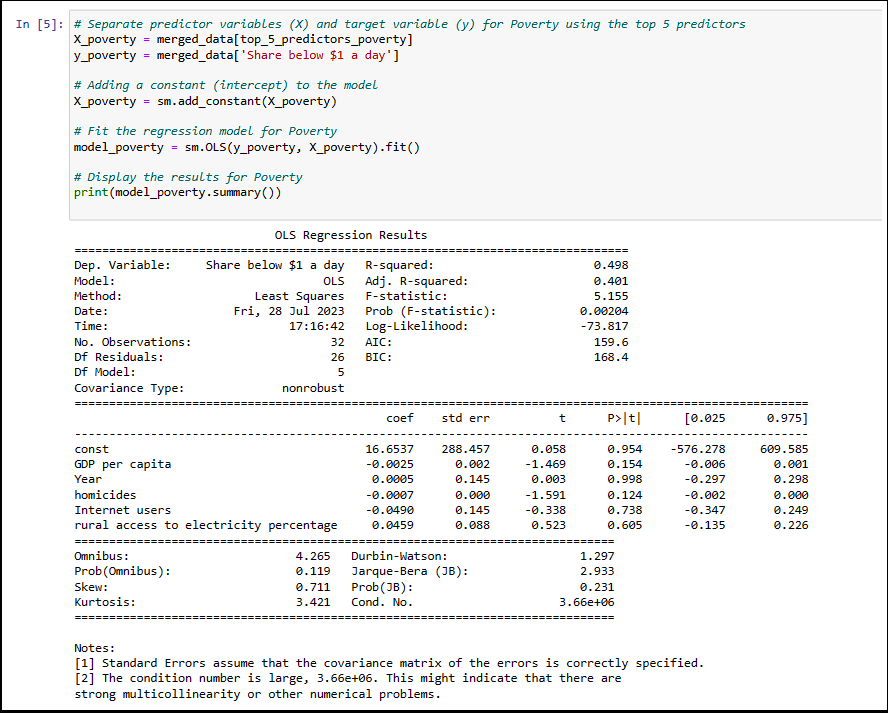 In [5]: # Separate predictor variables (X) and target variable (y) for Poverty using the top 5 predictors
X_poverty = merged_data[top_5_predictors_poverty]
y_poverty = merged_data['Share below $1 a day']

# Adding a constant (intercept) to the model
X_poverty = sm.add_constant(X_poverty)

# Fit the regression model for Poverty
model_poverty = sm.OLS(y_poverty, X_poverty).fit()

# Display the results for Poverty
print(model_poverty.summary())

OLS Regression Results
==============================================================================
Dep. Variable: Share below $1 a day R-squared: 0.498
Model: OLS Adj. R-squared: 0.401
Method: Least Squares F-statistic: 5.155
Date: Fri, 28 Jul 2023 Prob (F-statistic): 0.00204
Time: 17:16:42 Log-Likelihood: -73.817
No. Observations: 32 AIC: 159.6
Df Residuals: 26 BIC: 168.4
Df Model: 5
Covariance Type: nonrobust
==============================================================================
coef std err t P>|t| [0.025 0.975]
------------------------------------------------------------------------------
const 16.6537 288.457 0.058 0.954 -576.278 609.585
GDP per capita -0.0025 0.002 -1.469 0.154 -0.006 0.001
Year 0.0005 0.145 0.003 0.998 -0.297 0.298
homicides -0.0007 0.000 -1.591 0.124 -0.002 0.000
Internet users -0.0490 0.145 -0.338 0.738 -0.347 0.249
rural access to electricity percentage 0.0459 0.088 0.523 0.605 -0.135 0.226
==============================================================================
Omnibus: 4.265 Durbin-Watson: 1.297
Prob(Omnibus): 0.119 Jarque-Bera (JB): 2.933
Skew: 0.711 Prob(JB): 0.231
Kurtosis: 3.421 Cond. No. 3.66e+06
==============================================================================

Notes:
[1] Standard Errors assume that the covariance matrix of the errors is correctly specified.
[2] The condition number is large, 3.66e+06. This might indicate that there are
strong multicollinearity or other numerical problems.